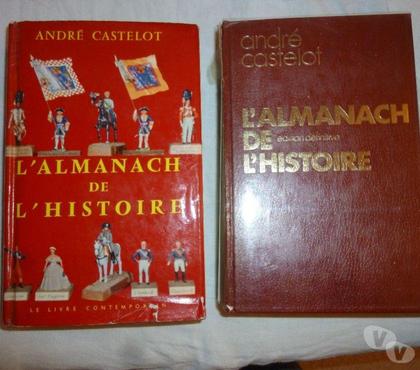 ANDRÉ CASTELOT
L'ALMANACH
DE
L'HISTOIRE
LE LIVRE CONTEMPORAIN
andré
castelot
L'ALMANACH
DE édition définitive
L'HISTOIRE